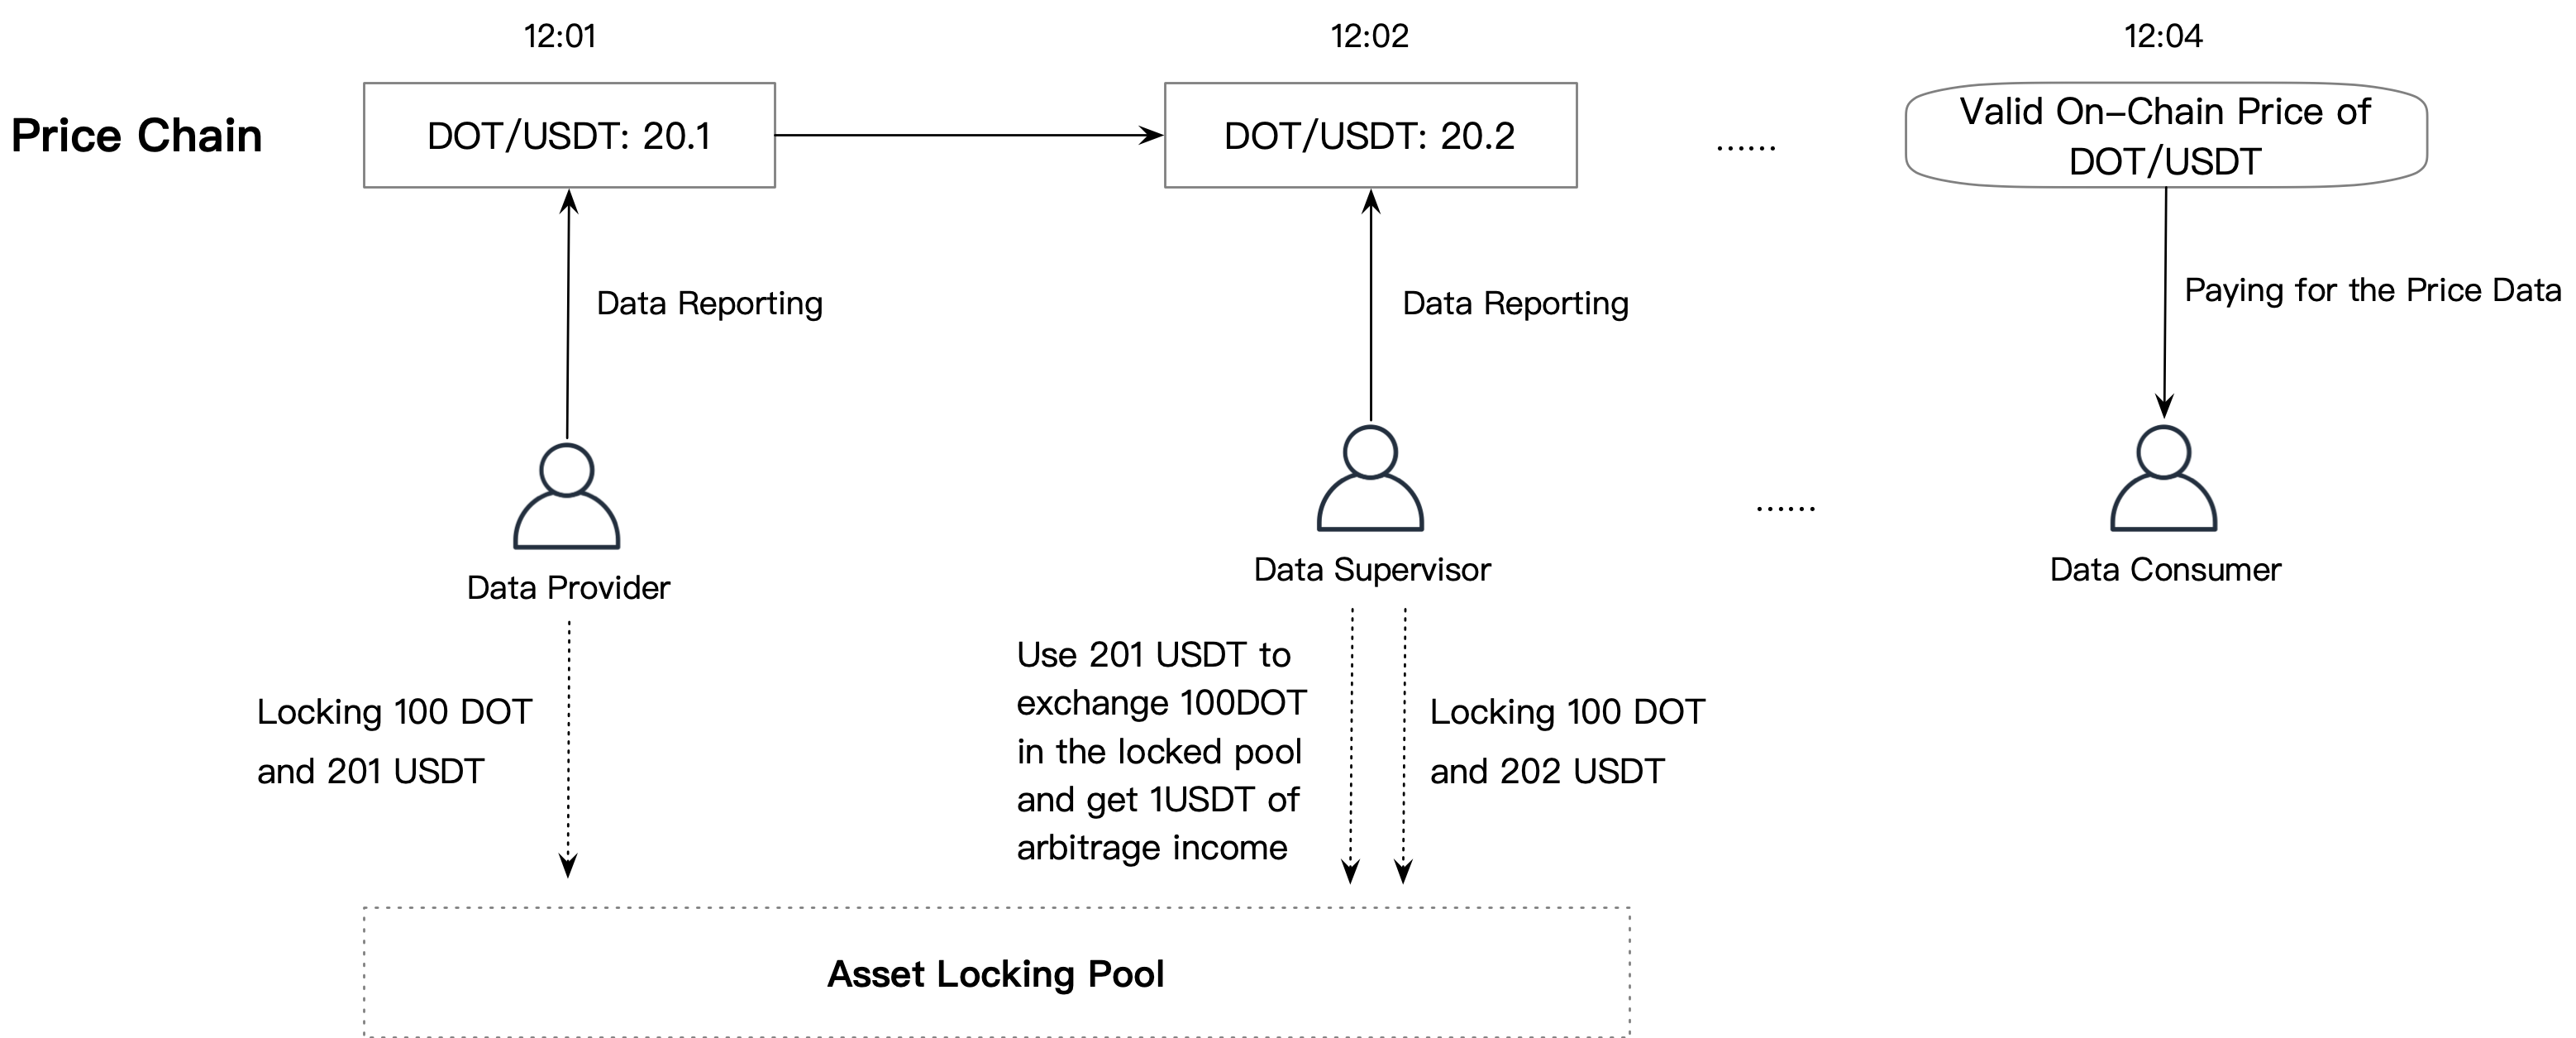 12:01
12:02
12:04
Price Chain
DOT/USDT: 20.1
DOT/USDT: 20.2
......
Valid On-Chain Price of
DOT/USDT
Data Reporting
Data Reporting
Paying for the Price Data
......
Data Provider
Data Supervisor
Data Consumer
Locking 100 DOT
and 201 USDT
Use 201 USDT to
exchange 100DOT
in the locked pool
and get 1USDT of
arbitrage income
Locking 100 DOT
and 202 USDT
Asset Locking Pool